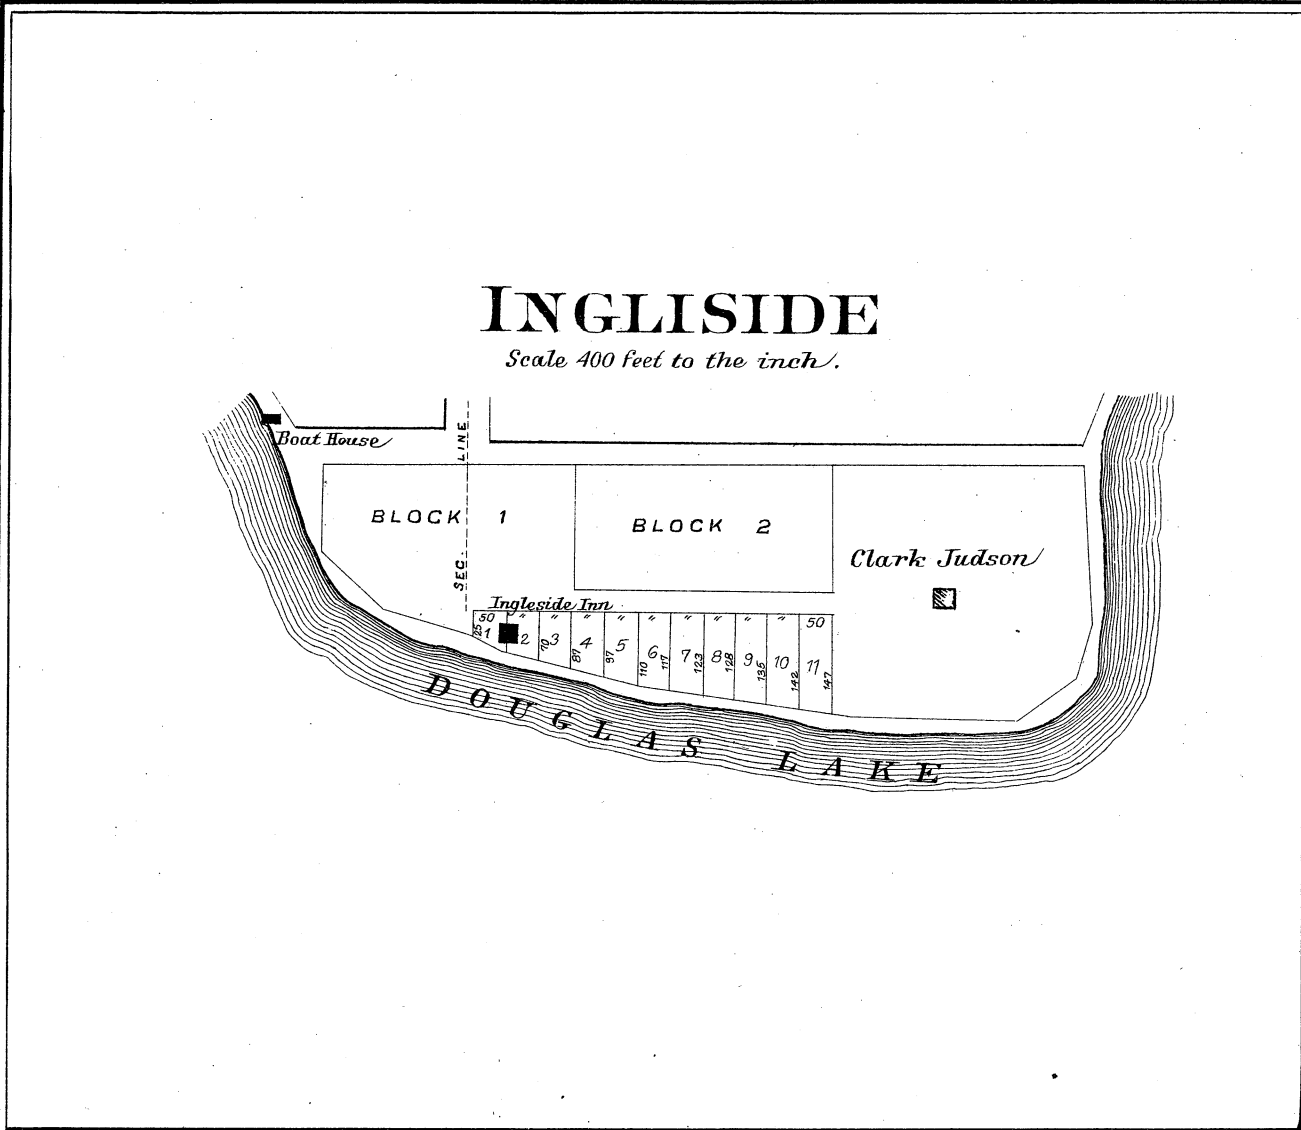 INGLISIDE
Scale 400 feet to the inch.
Boat House
SEC. LINE
BLOCK 1
BLOCK 2
Clark Judson
Ingleside Inn
50 " " " " " " " " " 50
1 2 3 4 5 6 7 8 9 10 11
25 70 87 97 110 117 123 128 135 142 147
DOUGLAS LAKE